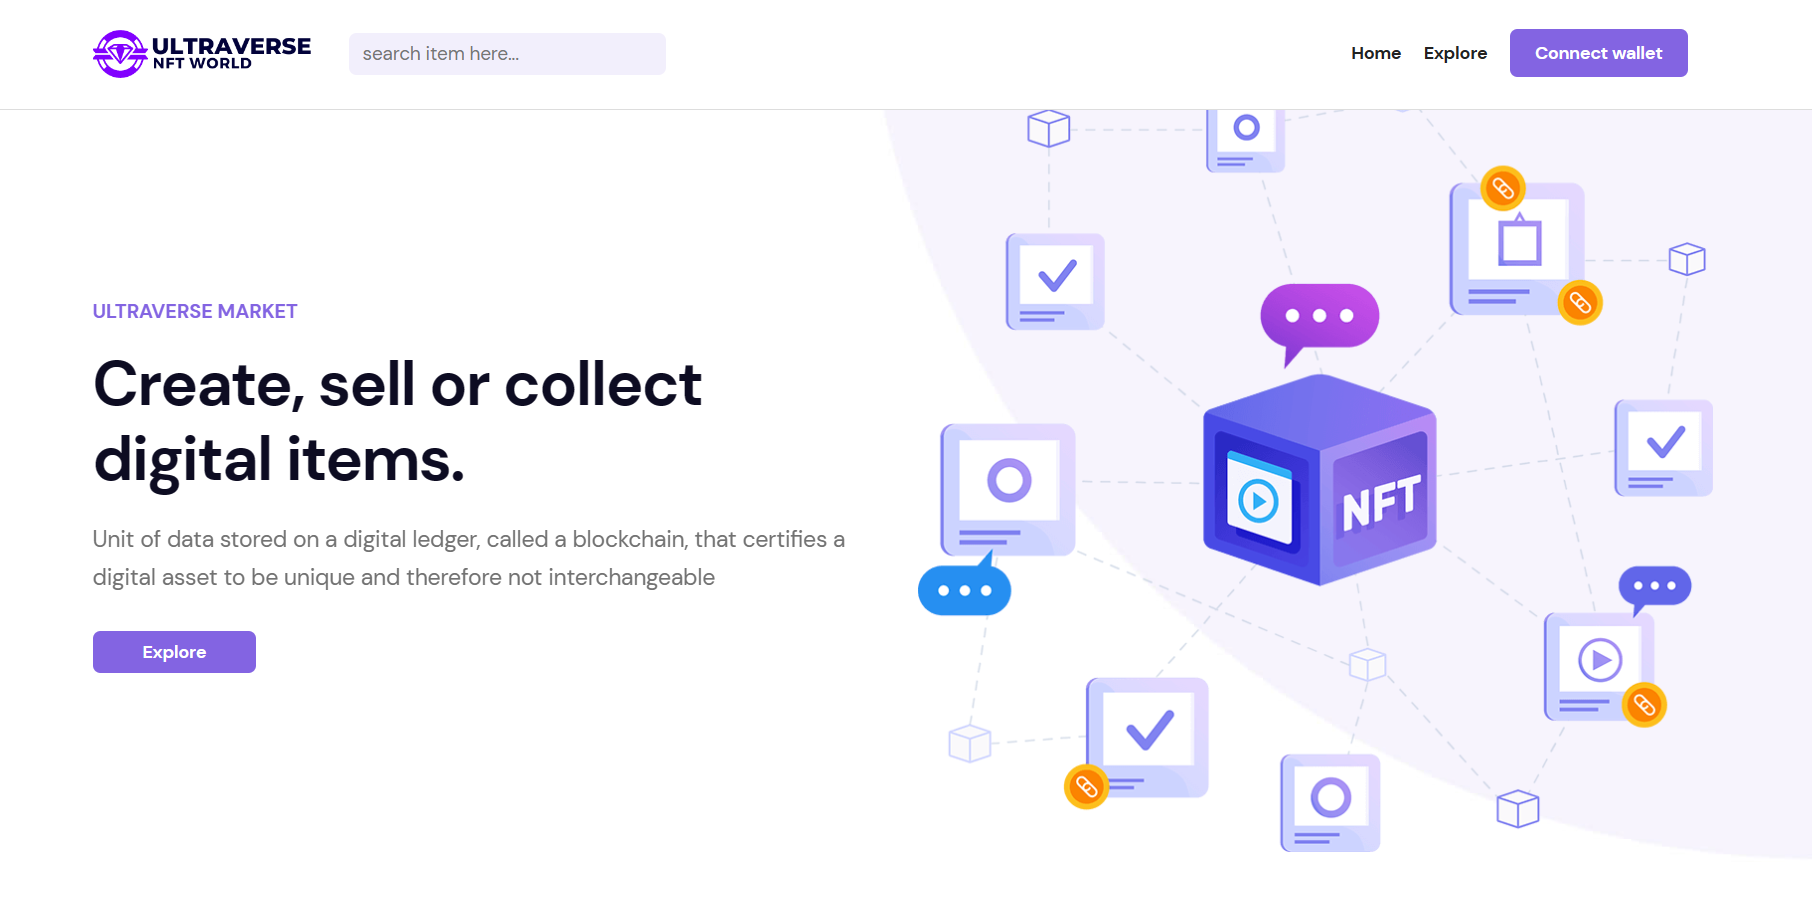 ULTRAVERSE
NFT WORLD
search item here...
Home
Explore
Connect wallet
ULTRAVERSE MARKET
Create, sell or collect
digital items.
Unit of data stored on a digital ledger, called a blockchain, that certifies a
digital asset to be unique and therefore not interchangeable
Explore
NFT